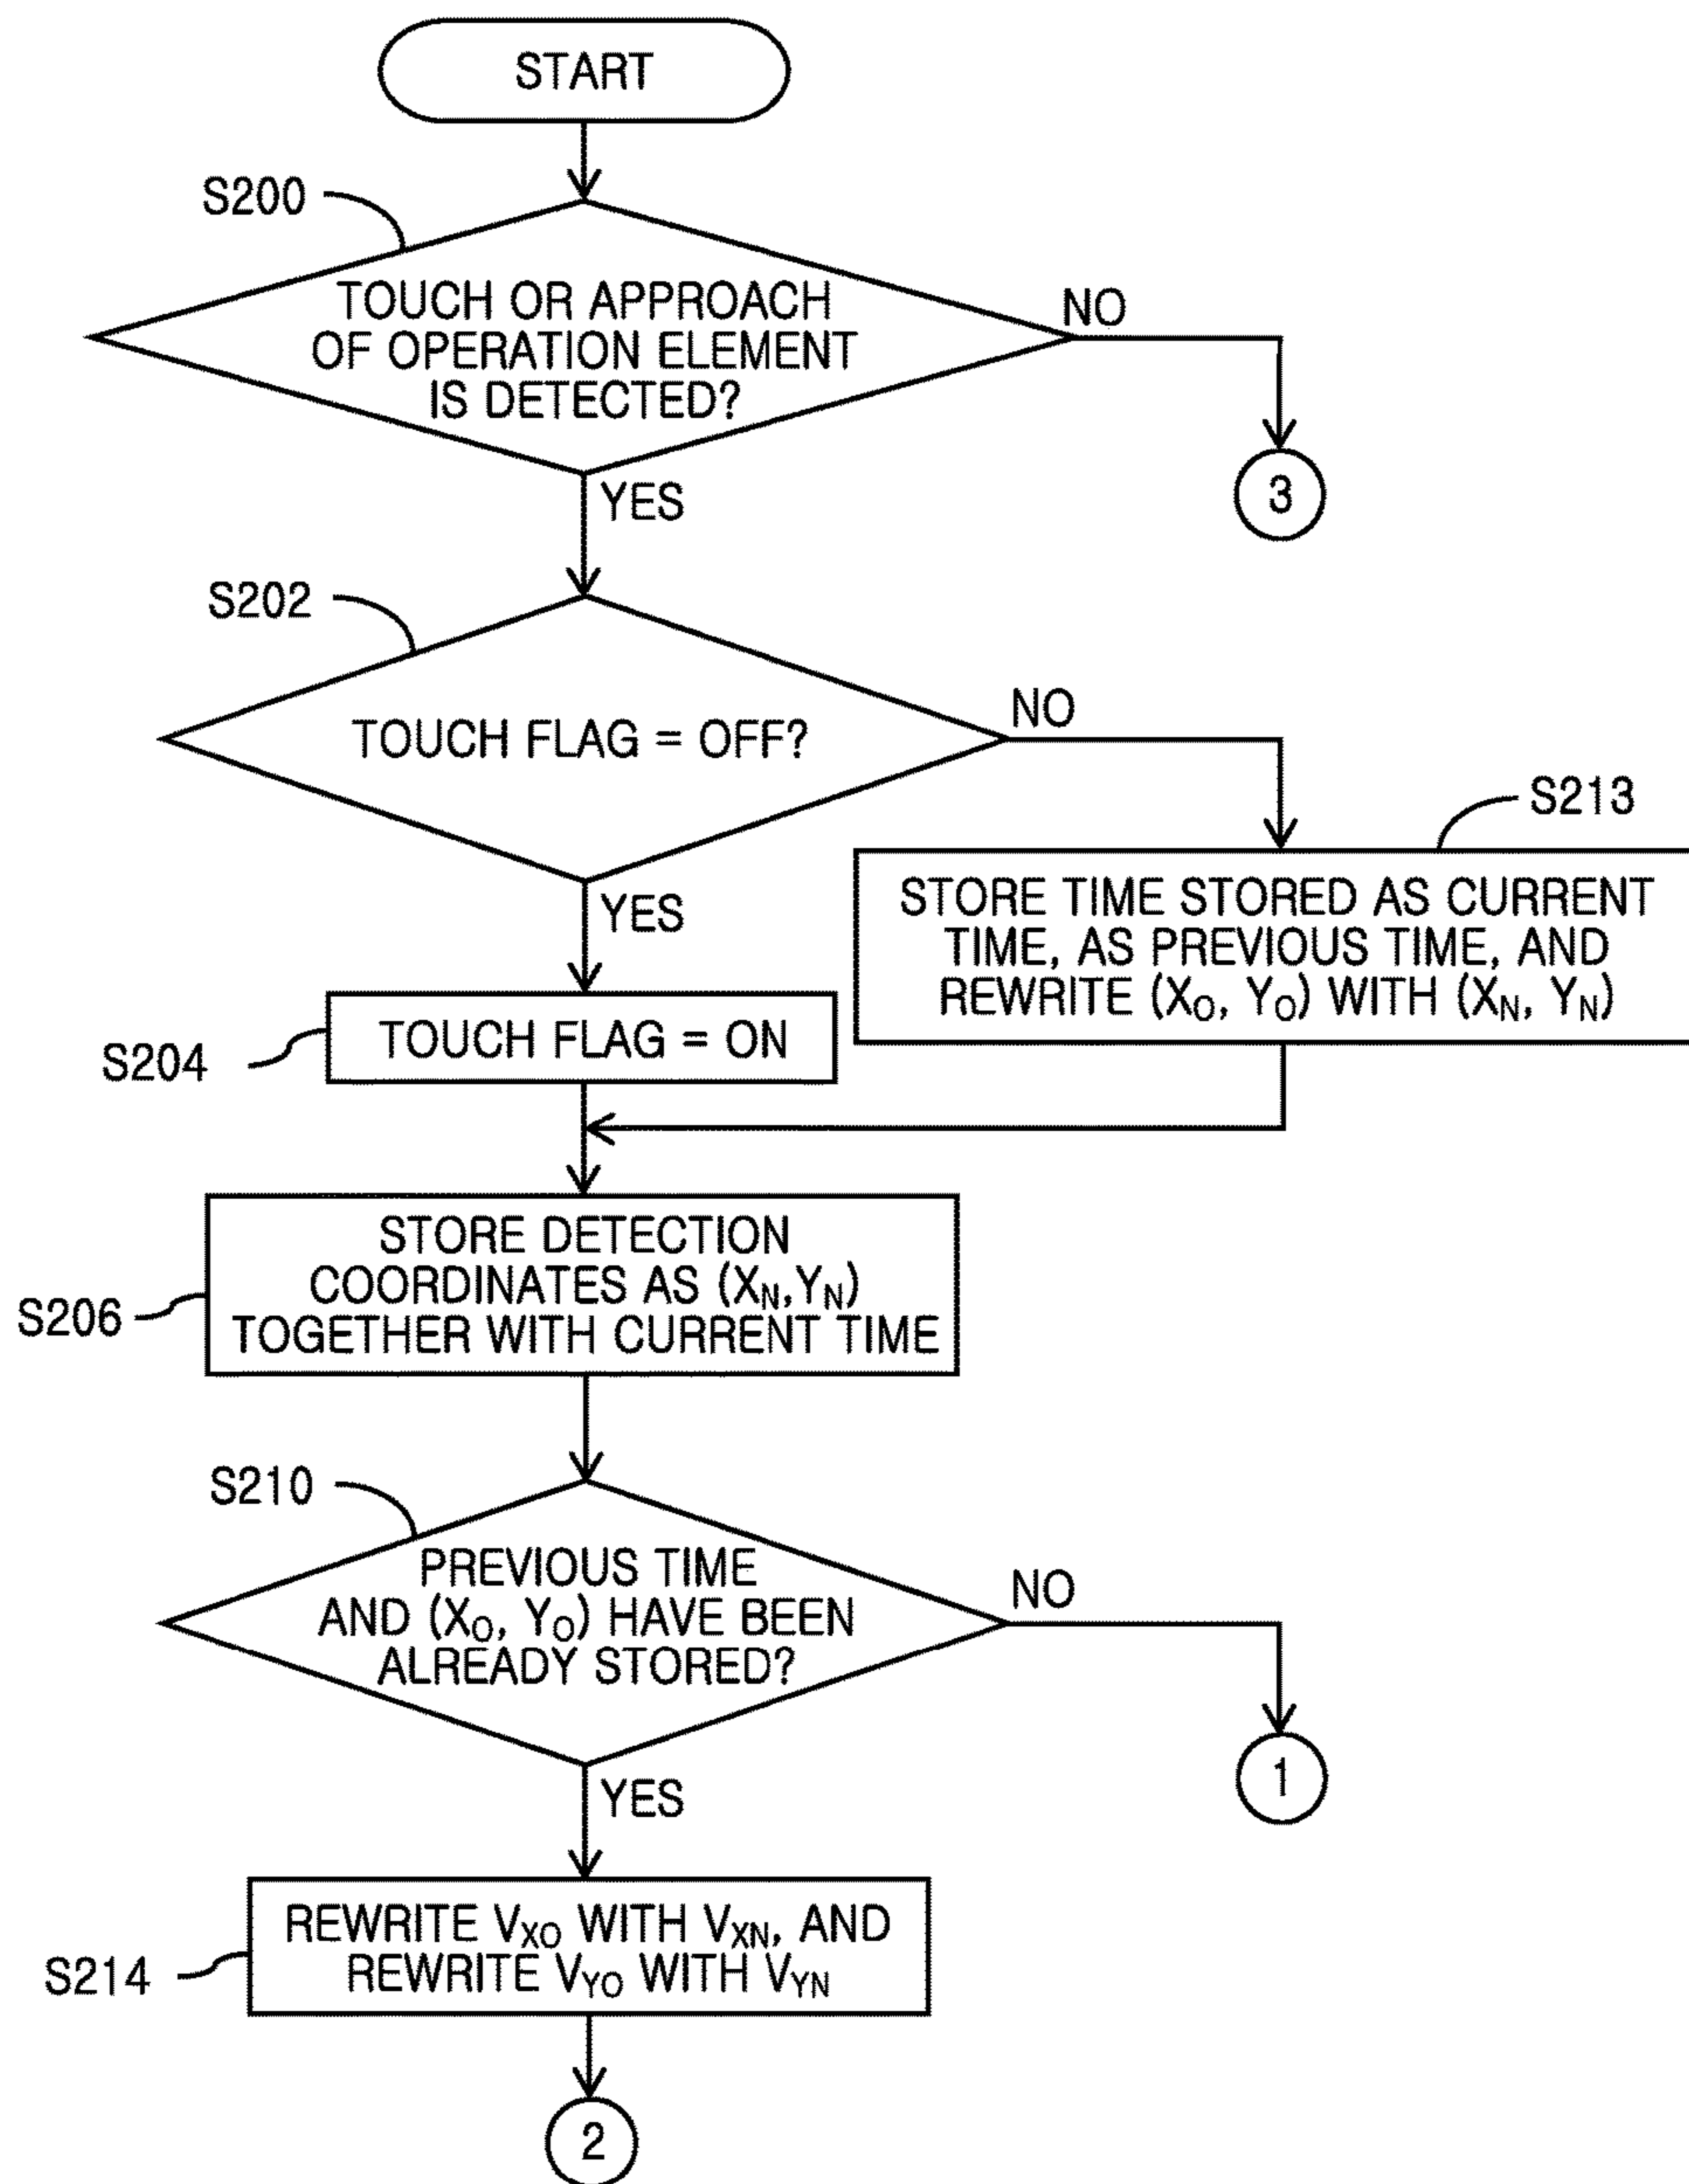 START
S200
TOUCH OR APPROACH
OF OPERATION ELEMENT
IS DETECTED?
NO
3
YES
S202
TOUCH FLAG = OFF?
NO
S213
STORE TIME STORED AS CURRENT
TIME, AS PREVIOUS TIME, AND
REWRITE (XO, YO) WITH (XN, YN)
YES
TOUCH FLAG = ON
S204
STORE DETECTION
COORDINATES AS (XN,YN)
TOGETHER WITH CURRENT TIME
S206
S210
PREVIOUS TIME
AND (XO, YO) HAVE BEEN
ALREADY STORED?
NO
1
YES
REWRITE VXO WITH VXN, AND
REWRITE VYO WITH VYN
S214
2